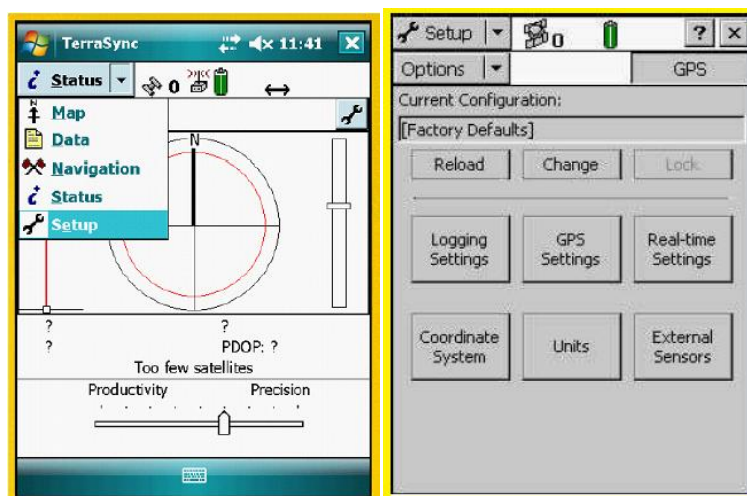 TerraSync 11:41
Status 0
Map
Data
Navigation
Status
Setup
N
?
?
?
PDOP: ?
Too few satellites
Productivity Precision
Setup 0 ? X
Options GPS
Current Configuration:
[Factory Defaults]
Reload Change Lock
Logging Settings
GPS Settings
Real-time Settings
Coordinate System
Units
External Sensors